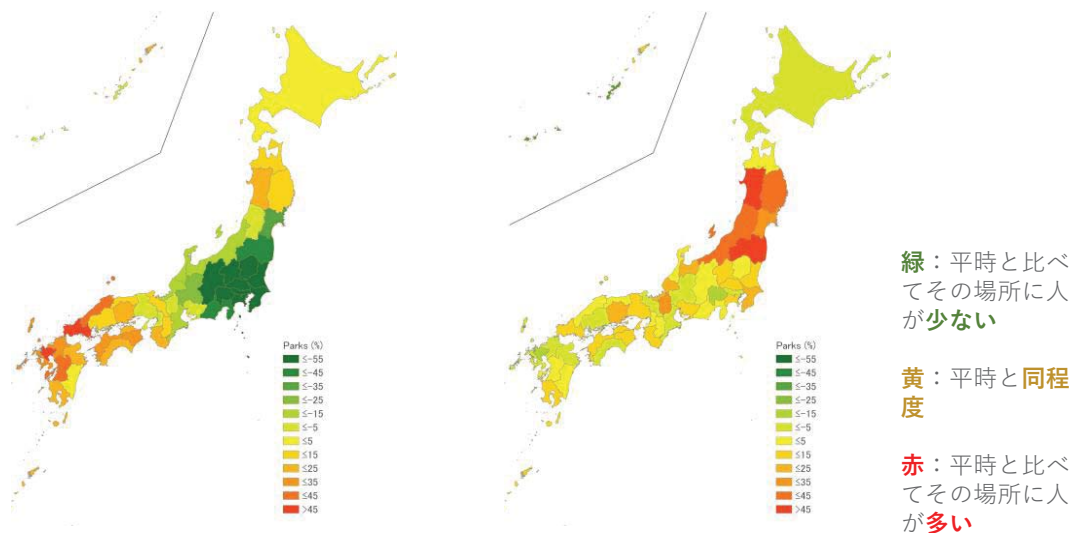 Parks (%)
≤-55
≤-45
≤-35
≤-25
≤-15
≤-5
≤5
≤15
≤25
≤35
≤45
>45
Parks (%)
≤-55
≤-45
≤-35
≤-25
≤-15
≤-5
≤5
≤15
≤25
≤35
≤45
>45
緑：平時と比べ
てその場所に人
が少ない
黄：平時と同程
度
赤：平時と比べ
てその場所に人
が多い